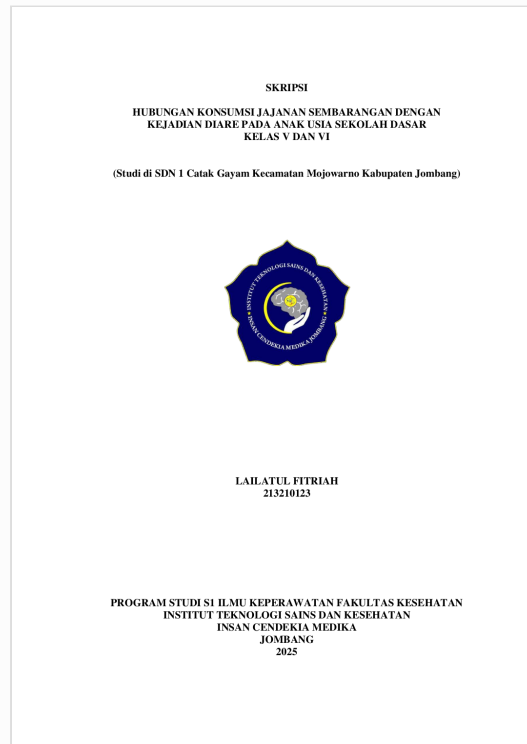 SKRIPSI
HUBUNGAN KONSUMSI JAJANAN SEMBARANGAN DENGAN
KEJADIAN DIARE PADA ANAK USIA SEKOLAH DASAR
KELAS V DAN VI
(Studi di SDN 1 Catak Gayam Kecamatan Mojowarno Kabupaten Jombang)
INSTITUT TEKNOLOGI SAINS DAN KESEHATAN
INSAN CENDEKIA MEDIKA JOMBANG
LAILATUL FITRIAH
213210123
PROGRAM STUDI S1 ILMU KEPERAWATAN FAKULTAS KESEHATAN
INSTITUT TEKNOLOGI SAINS DAN KESEHATAN
INSAN CENDEKIA MEDIKA
JOMBANG
2025